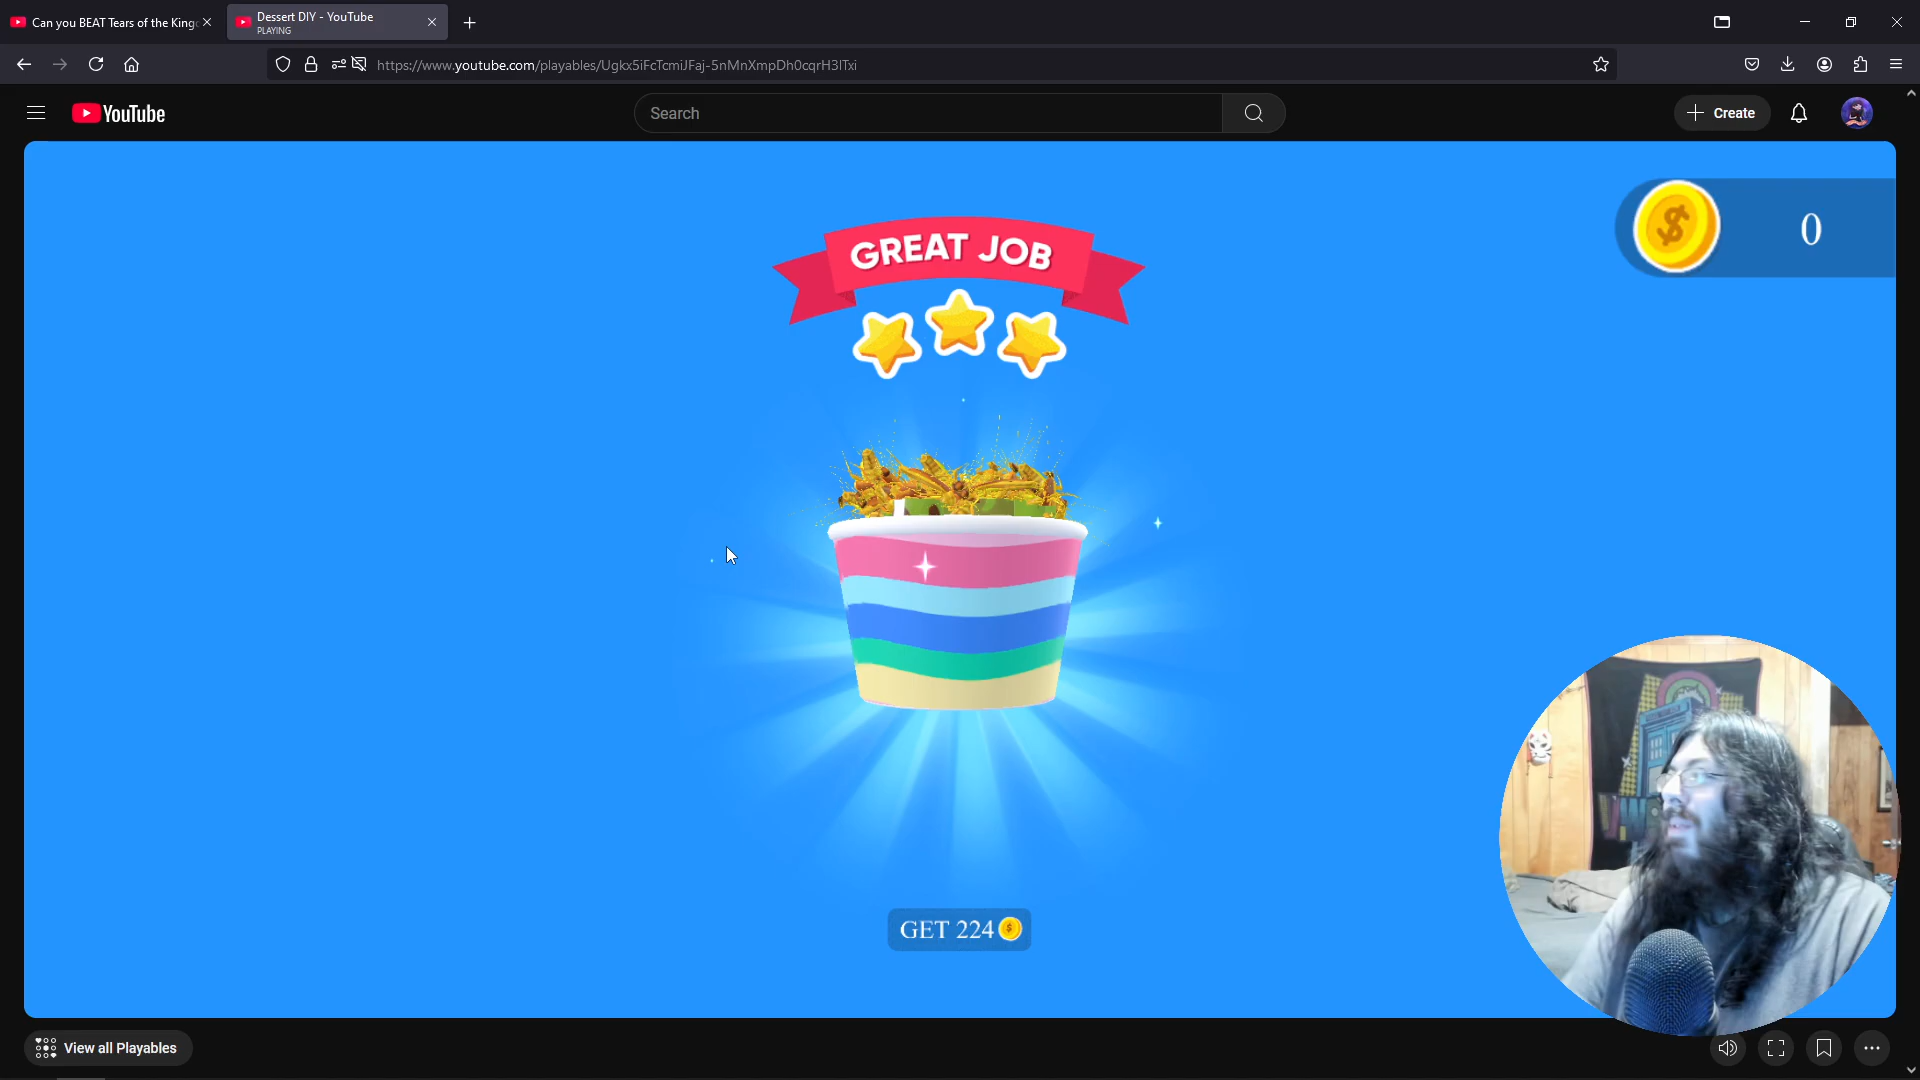 Can you BEAT Tears of the King
Dessert DIY - YouTube
PLAYING
https://www.youtube.com/playables/Ugkx5iFcTcmiJFaj-5nMnXmpDh0cqrH3lTxi
YouTube
Search
Create
0
GREAT JOB
GET 224
View all Playables